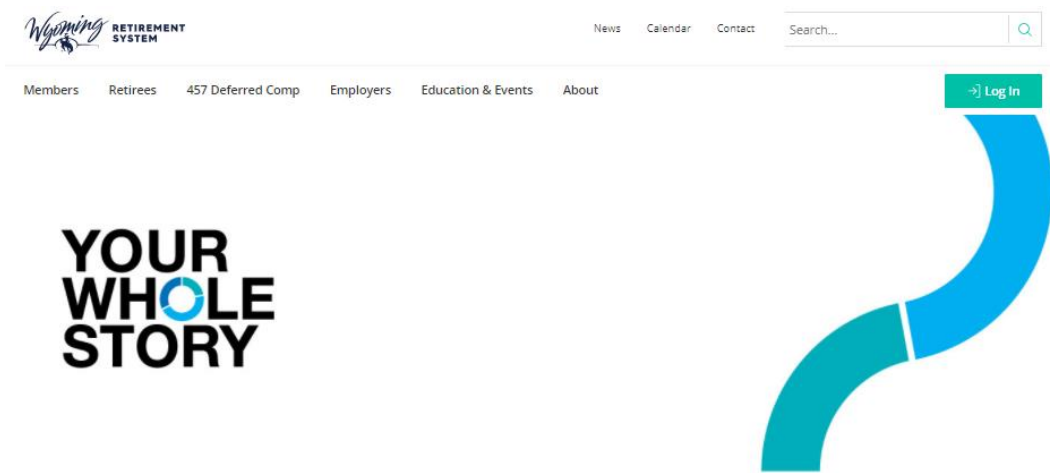 Wyoming RETIREMENT SYSTEM
News Calendar Contact Search...
Members Retirees 457 Deferred Comp Employers Education & Events About Log In
YOUR
WHOLE
STORY